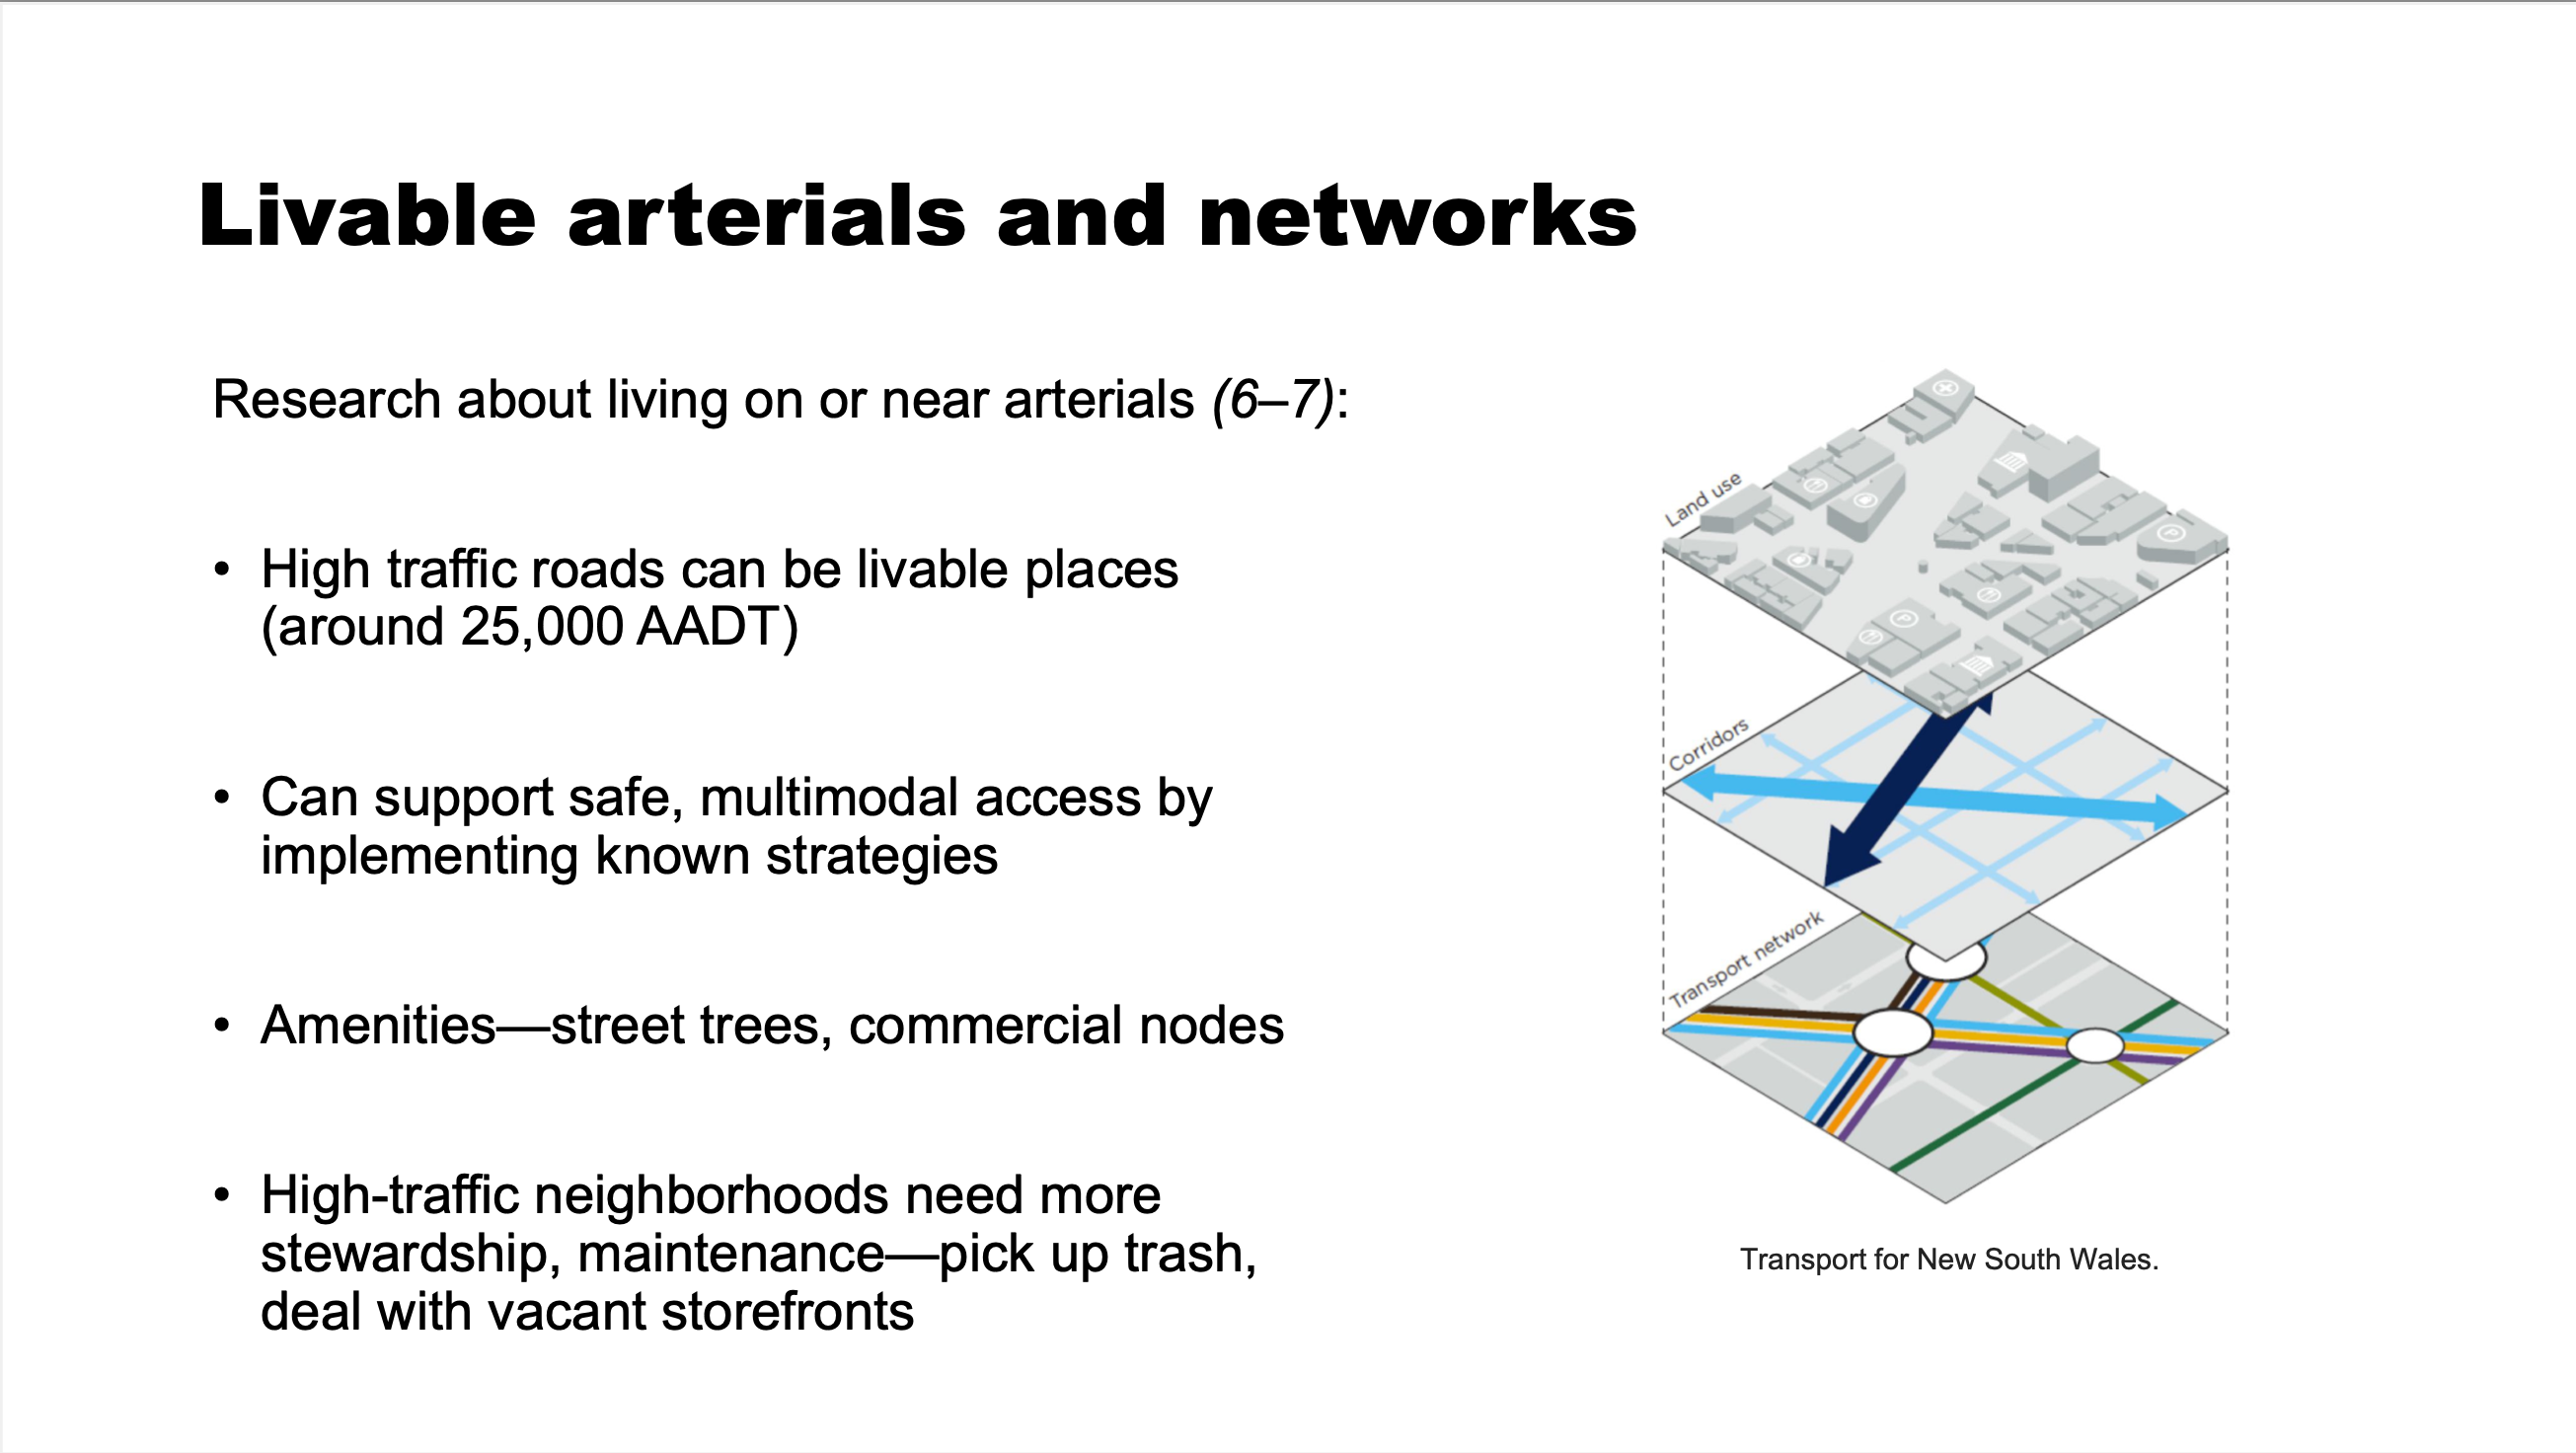 Livable arterials and networks
Research about living on or near arterials (6–7):
• High traffic roads can be livable places
(around 25,000 AADT)
• Can support safe, multimodal access by
implementing known strategies
• Amenities—street trees, commercial nodes
• High-traffic neighborhoods need more
stewardship, maintenance—pick up trash,
deal with vacant storefronts
Land use
P
P
Corridors
Transport network
Transport for New South Wales.